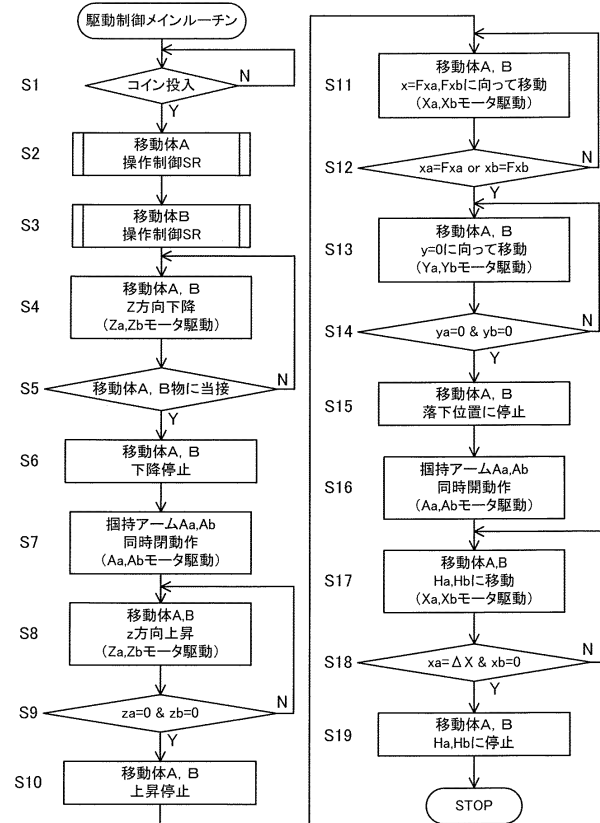 駆動制御メインルーチン
S1
コイン投入
N
Y
S2
移動体A
操作制御SR
S3
移動体B
操作制御SR
S4
移動体A, B
Z方向下降
(Za,Zbモータ駆動)
S5
移動体A, B物に当接
N
Y
S6
移動体A, B
下降停止
S7
掴持アームAa,Ab
同時閉動作
(Aa,Abモータ駆動)
S8
移動体A,B
z方向上昇
(Za,Zbモータ駆動)
S9
za=0 & zb=0
N
Y
S10
移動体A, B
上昇停止
S11
移動体A, B
x=Fxa,Fxbに向って移動
(Xa,Xbモータ駆動)
S12
xa=Fxa or xb=Fxb
N
Y
S13
移動体A, B
y=0に向って移動
(Ya,Ybモータ駆動)
S14
ya=0 & yb=0
N
Y
S15
移動体A, B
落下位置に停止
S16
掴持アームAa,Ab
同時開動作
(Aa,Abモータ駆動)
S17
移動体A,B
Ha,Hbに移動
(Xa,Xbモータ駆動)
S18
xa=ΔX & xb=0
N
Y
S19
移動体A, B
Ha,Hbに停止
STOP